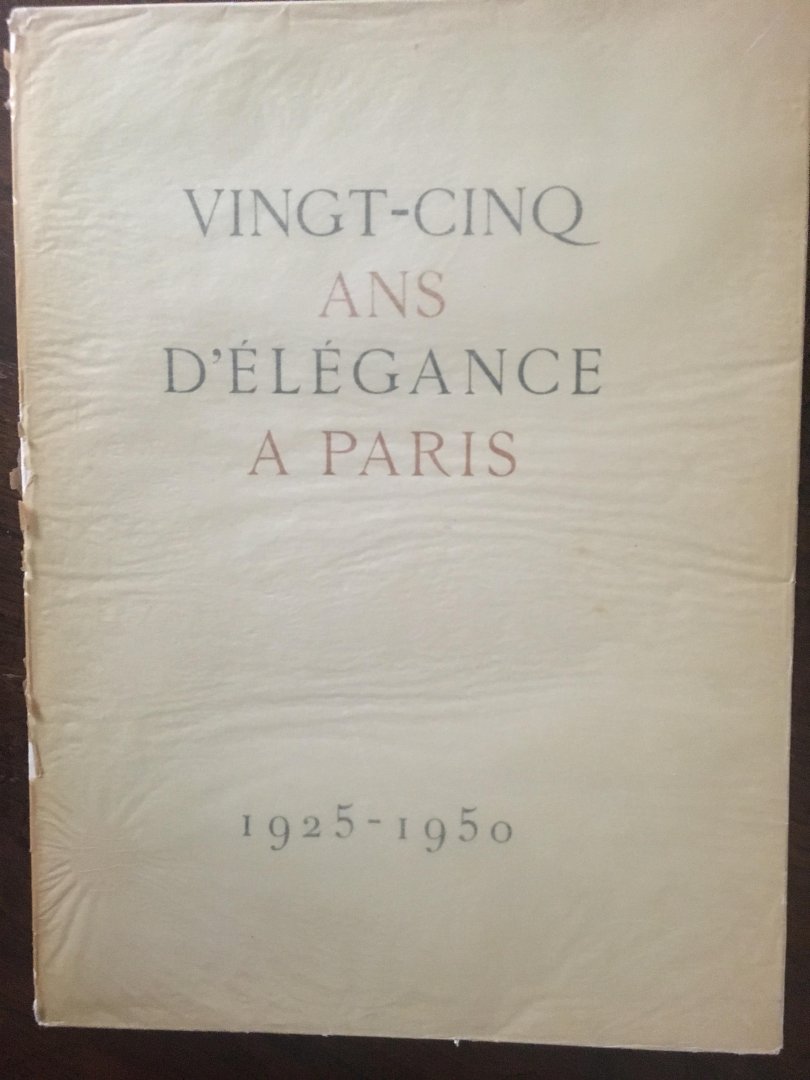 VINGT-CINQ
ANS
D'ÉLÉGANCE
A PARIS
1925-1950